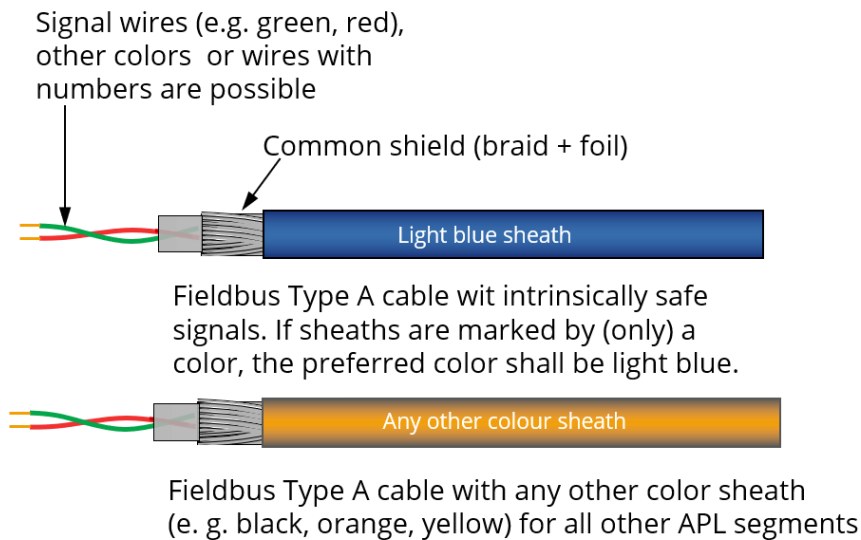 Signal wires (e.g. green, red),
other colors or wires with
numbers are possible
Common shield (braid + foil)
Light blue sheath
Fieldbus Type A cable wit intrinsically safe
signals. If sheaths are marked by (only) a
color, the preferred color shall be light blue.
Any other colour sheath
Fieldbus Type A cable with any other color sheath
(e. g. black, orange, yellow) for all other APL segments